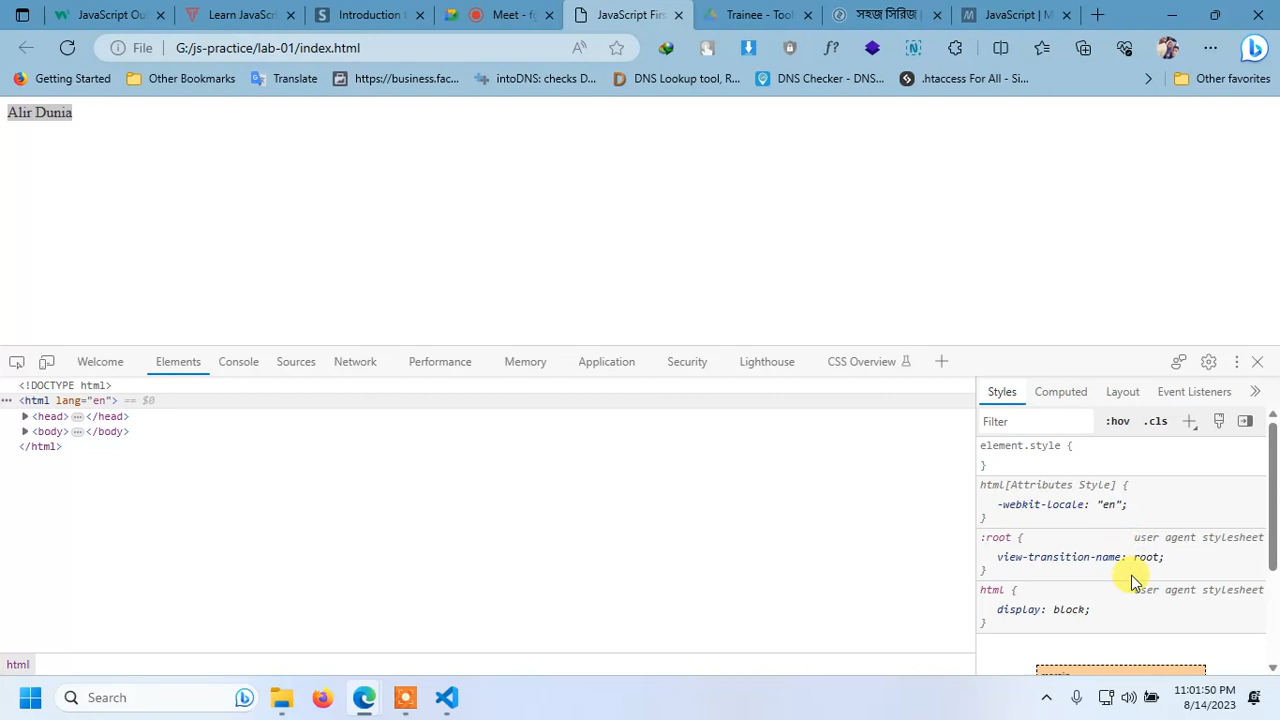 JavaScript Ou
Learn JavaScri
Introduction t
Meet - fg
JavaScript Firs
Trainee - Tool
সহজ সিরিজ
JavaScript | M
File
G:/js-practice/lab-01/index.html
Getting Started
Other Bookmarks
Translate
https://business.fac...
intoDNS: checks D...
DNS Lookup tool, R...
DNS Checker - DNS...
.htaccess For All - Si...
Other favorites
Alir Dunia
Welcome
Elements
Console
Sources
Network
Performance
Memory
Application
Security
Lighthouse
CSS Overview
<!DOCTYPE html>
<html lang="en"> == $0
<head> ... </head>
<body> ... </body>
</html>
html
Styles
Computed
Layout
Event Listeners
Filter
:hov
.cls
element.style {
}
html[Attributes Style] {
-webkit-locale: "en";
}
:root {
user agent stylesheet
view-transition-name: root;
}
html {
user agent stylesheet
display: block;
}
Search
11:01:50 PM
8/14/2023